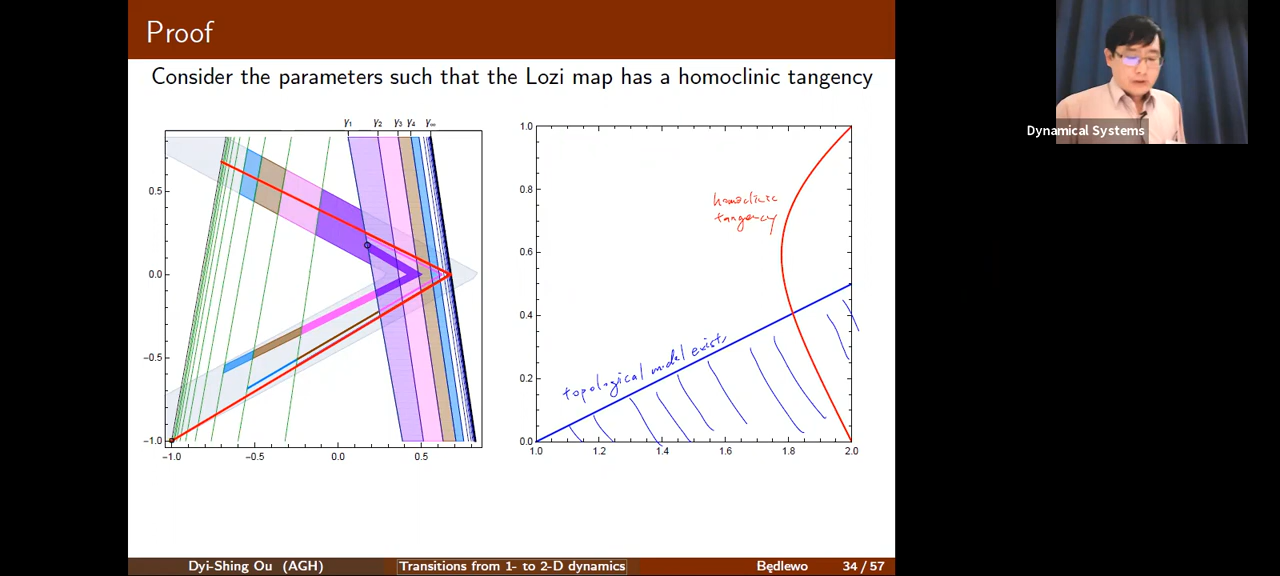 Proof
Consider the parameters such that the Lozi map has a homoclinic tangency
γ₁ γ₂ γ₃ γ₄ γ∞
0.5
0.0
−0.5
−1.0
−1.0 −0.5 0.0 0.5
1.0
0.8
0.6
0.4
0.2
0.0
1.0 1.2 1.4 1.6 1.8 2.0
homoclinic
tangency
topological model exists
Dynamical Systems
Dyi-Shing Ou (AGH) Transitions from 1- to 2-D dynamics Będlewo 34 / 57